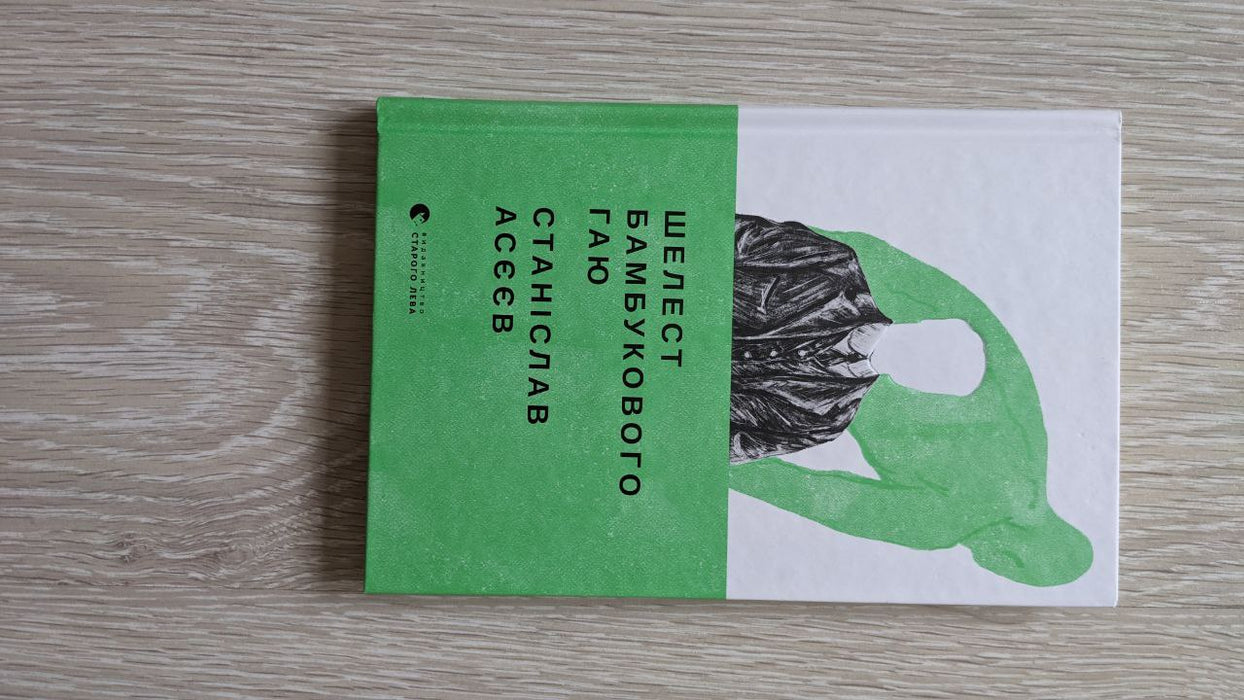 ШЕЛЕСТ
БАМБУКОВОГО
ГАЮ
СТАНІСЛАВ
АСЄЄВ
видавництво
СТАРОГО ЛЕВА